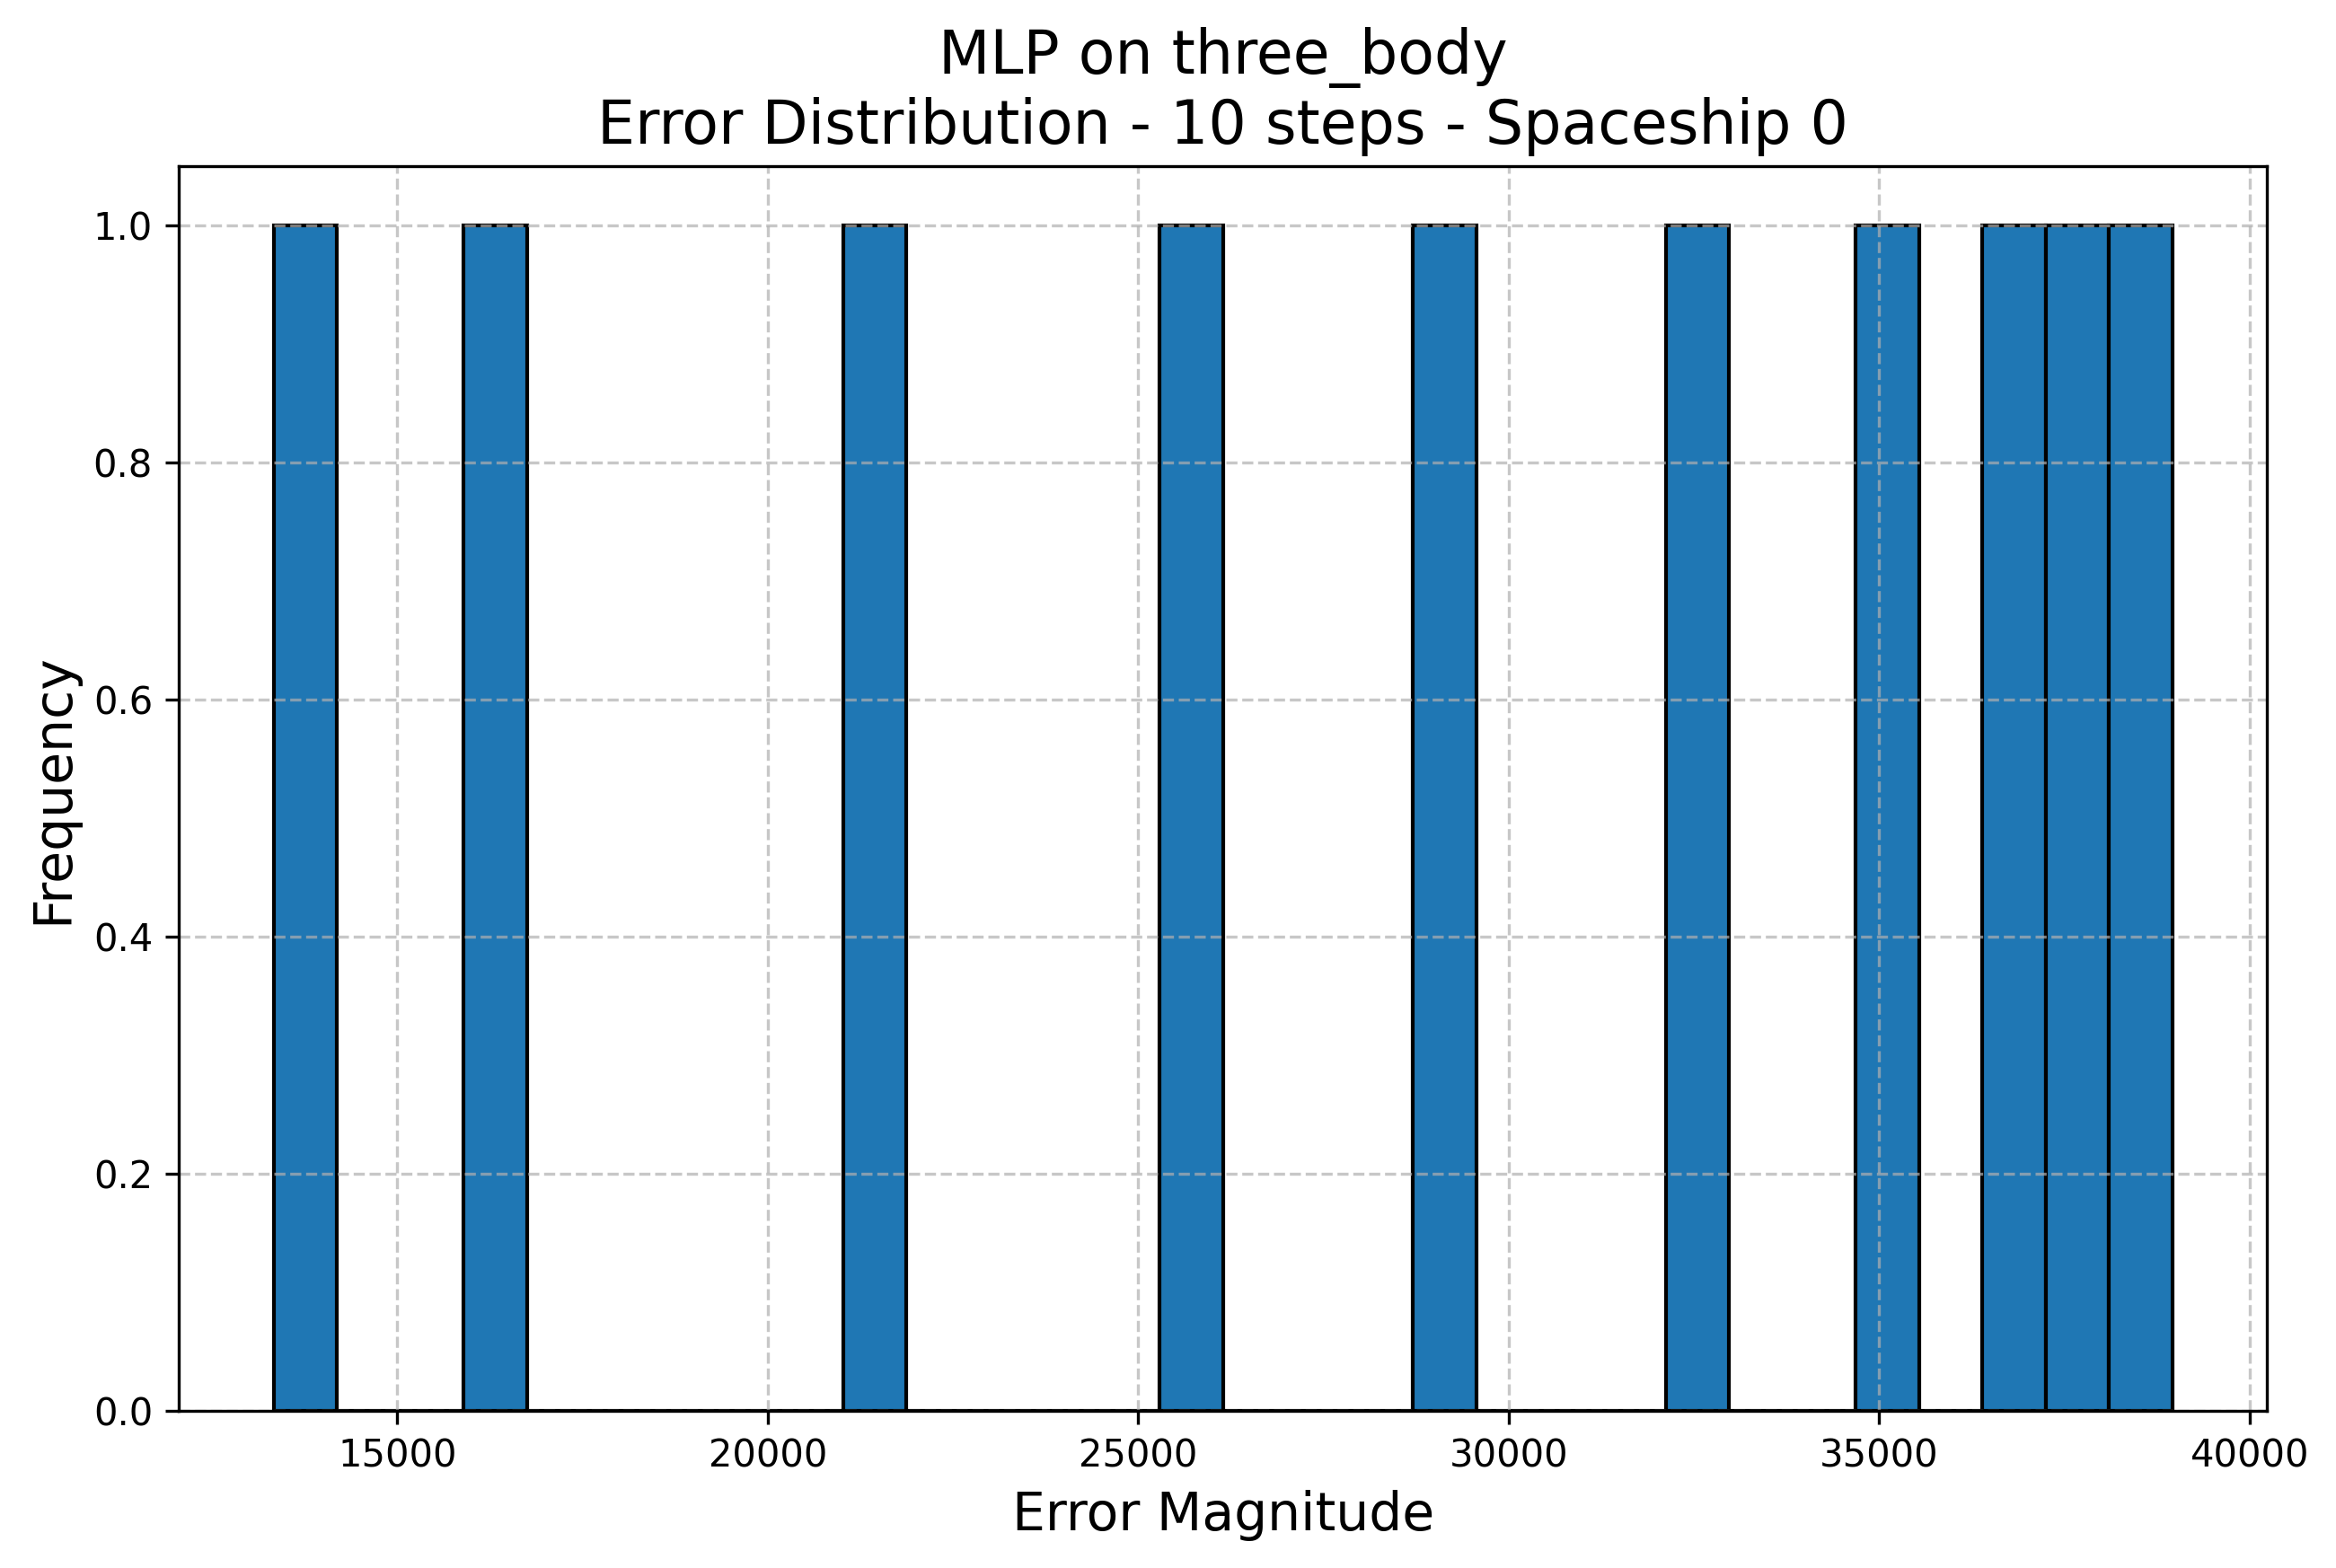 MLP on three_body
Error Distribution - 10 steps - Spaceship 0
1.0
0.8
0.6
0.4
0.2
0.0
Frequency
15000 20000 25000 30000 35000 40000
Error Magnitude